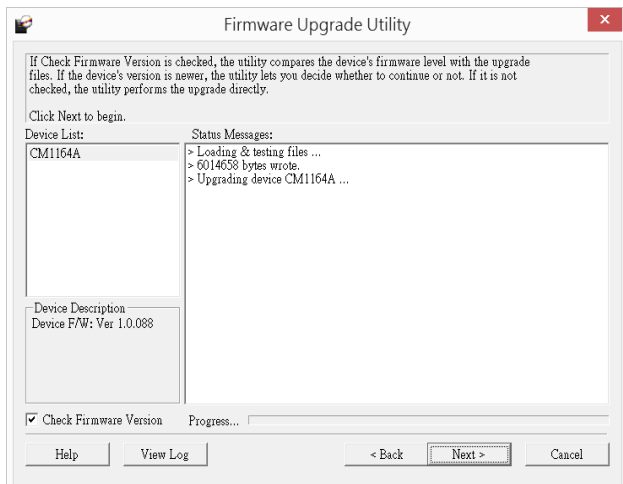 Firmware Upgrade Utility
If Check Firmware Version is checked, the utility compares the device's firmware level with the upgrade
files. If the device's version is newer, the utility lets you decide whether to continue or not. If it is not
checked, the utility performs the upgrade directly.
Click Next to begin.
Device List:
Status Messages:
CM1164A
> Loading & testing files ...
> 6014658 bytes wrote.
> Upgrading device CM1164A ...
Device Description
Device F/W: Ver 1.0.088
Check Firmware Version
Progress...
Help
View Log
< Back
Next >
Cancel